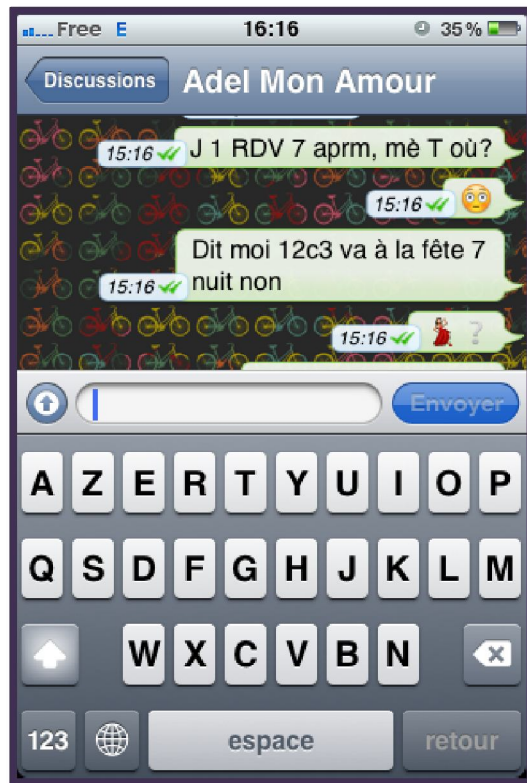 Free E 16:16 35%
Discussions Adel Mon Amour
15:16 J 1 RDV 7 aprm, mè T où?
15:16
Dit moi 12c3 va à la fête 7
15:16 nuit non
15:16 ?
Envoyer
A Z E R T Y U I O P
Q S D F G H J K L M
W X C V B N
123 espace retour